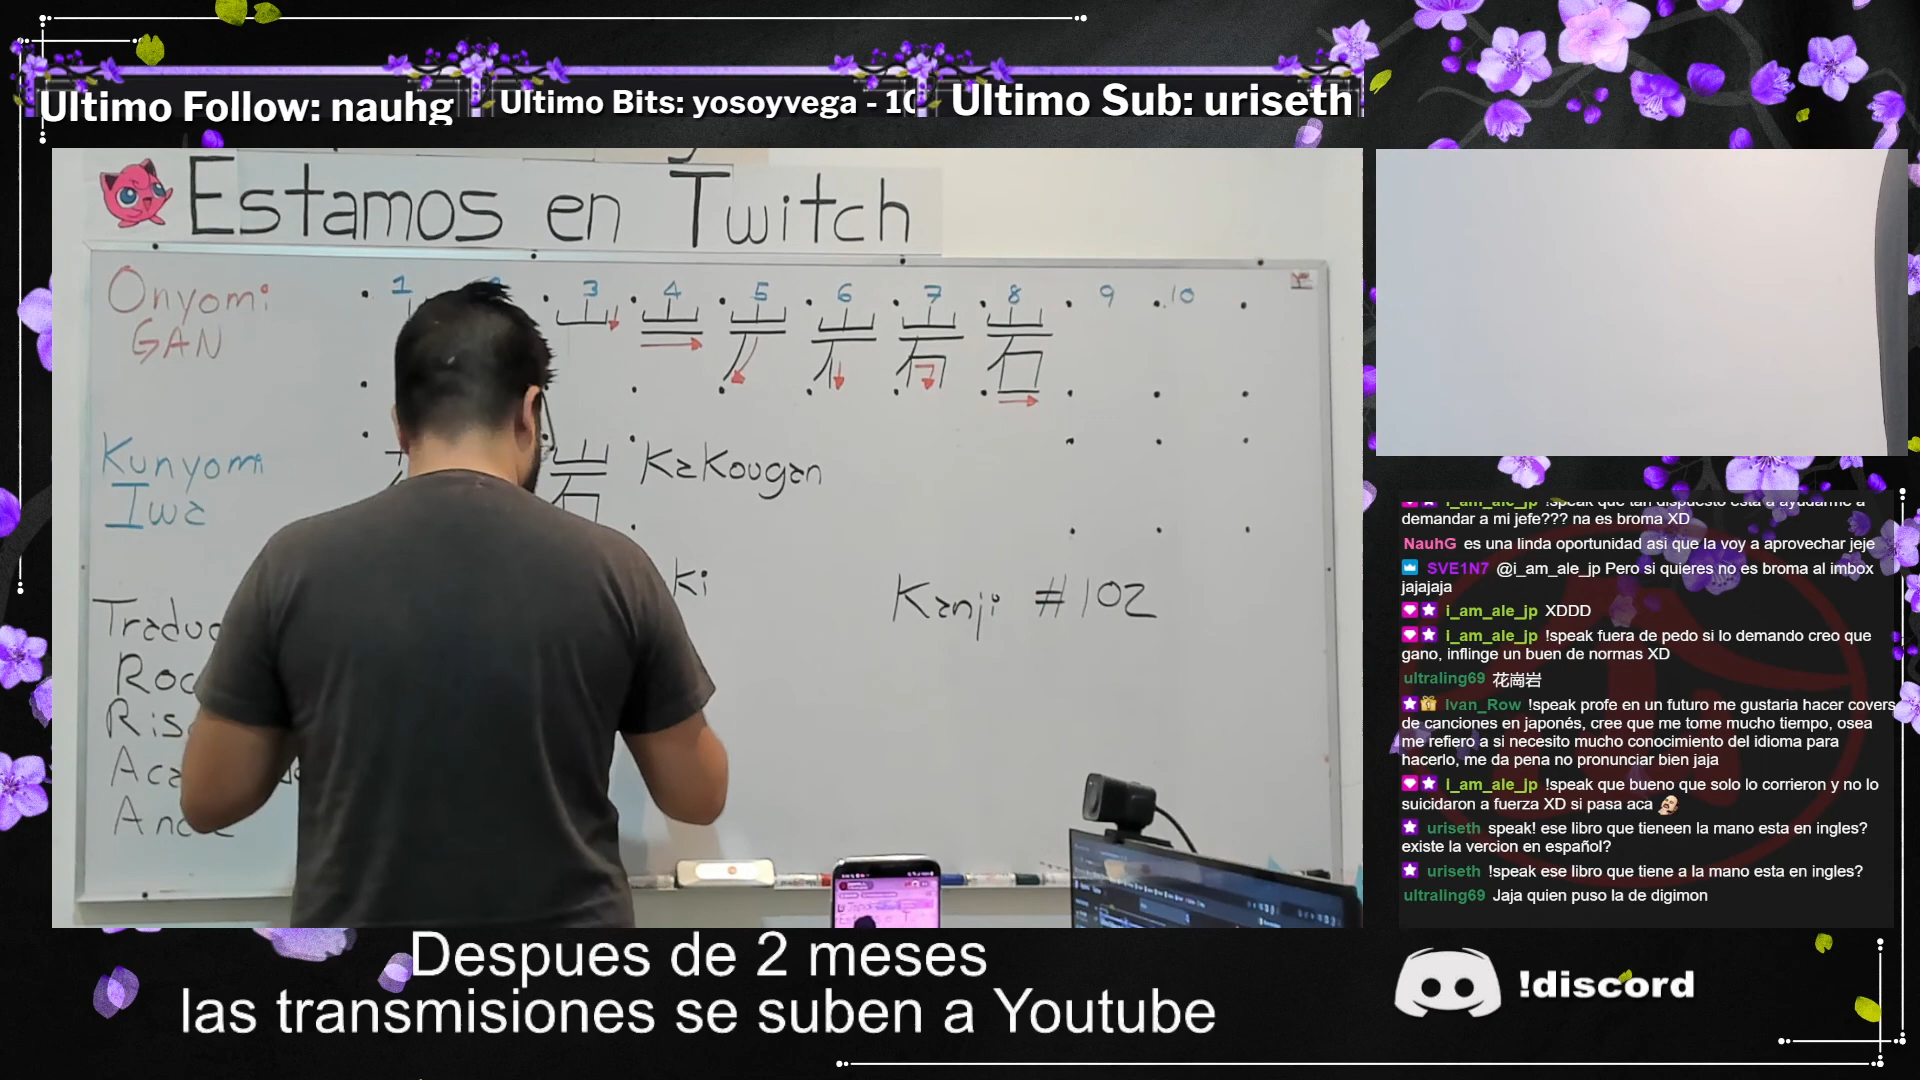 Ultimo Follow: nauhg
Ultimo Bits: yosoyvega - 10
Ultimo Sub: uriseth
Estamos en Twitch
Onyomi
GAN
1 3 4 5 6 7 8 9 10
Kunyomi
Iwa
岩 Kakougan
ki
Kanji #102
demandar a mi jefe??? na es broma XD
NauhG es una linda oportunidad asi que la voy a aprovechar jeje
SVE1N7 @i_am_ale_jp Pero si quieres no es broma al imbox
jajajaja
i_am_ale_jp XDDD
i_am_ale_jp !speak fuera de pedo si lo demando creo que
gano, inflinge un buen de normas XD
ultraling69 花崗岩
Ivan_Row !speak profe en un futuro me gustaria hacer covers
de canciones en japonés, cree que me tome mucho tiempo, osea
me refiero a si necesito mucho conocimiento del idioma para
hacerlo, me da pena no pronunciar bien jaja
i_am_ale_jp !speak que bueno que solo lo corrieron y no lo
suicidaron a fuerza XD si pasa aca
uriseth speak! ese libro que tieneen la mano esta en ingles?
existe la vercion en español?
uriseth !speak ese libro que tiene a la mano esta en ingles?
ultraling69 Jaja quien puso la de digimon
Despues de 2 meses
las transmisiones se suben a Youtube
!discord